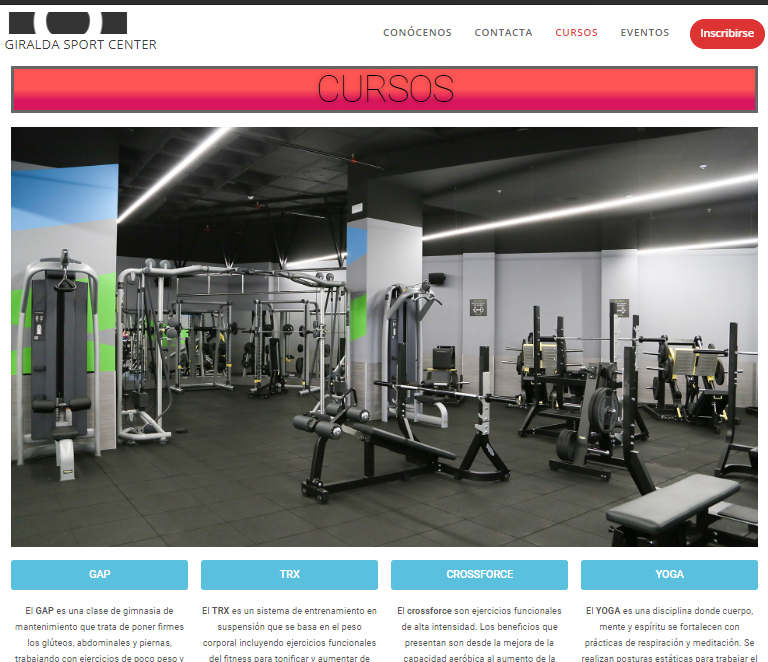 GIRALDA SPORT CENTER
CONÓCENOS CONTACTA CURSOS EVENTOS Inscribirse
CURSOS
GAP
El GAP es una clase de gimnasia de
mantenimiento que trata de poner firmes
los glúteos, abdominales y piernas,
trabajando con ejercicios de poco peso y
TRX
El TRX es un sistema de entrenamiento en
suspensión que se basa en el peso
corporal incluyendo ejercicios funcionales
del fitness para tonificar y aumentar de
CROSSFORCE
El crossforce son ejercicios funcionales
de alta intensidad. Los beneficios que
presentan son desde la mejora de la
capacidad aeróbica al aumento de la
YOGA
El YOGA es una disciplina donde cuerpo,
mente y espíritu se fortalecen con
prácticas de respiración y meditación. Se
realizan posturas estáticas para trabajar el